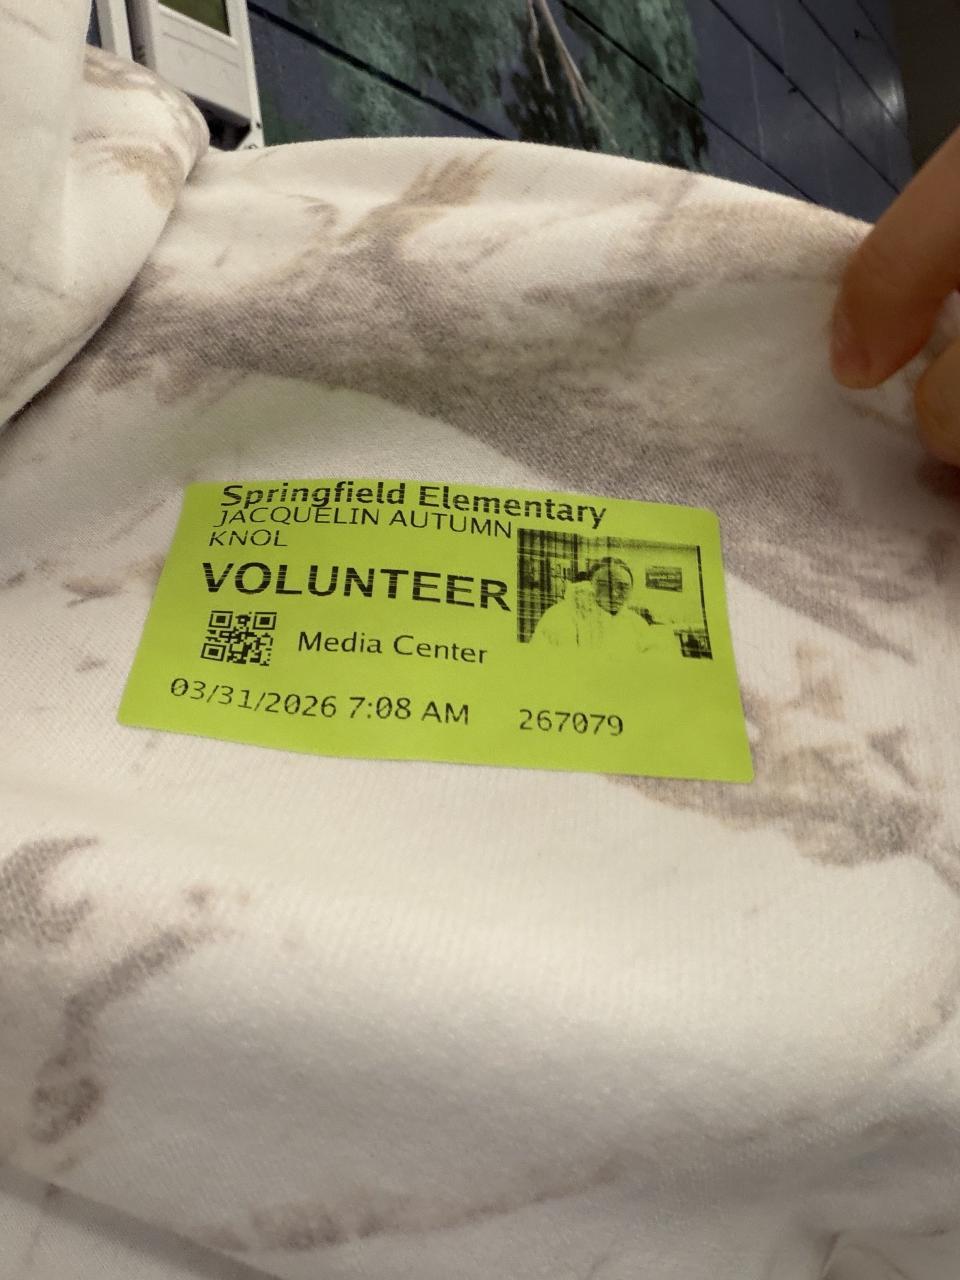 Springfield Elementary
JACQUELIN AUTUMN
KNOL
VOLUNTEER
Media Center
03/31/2026 7:08 AM 267079